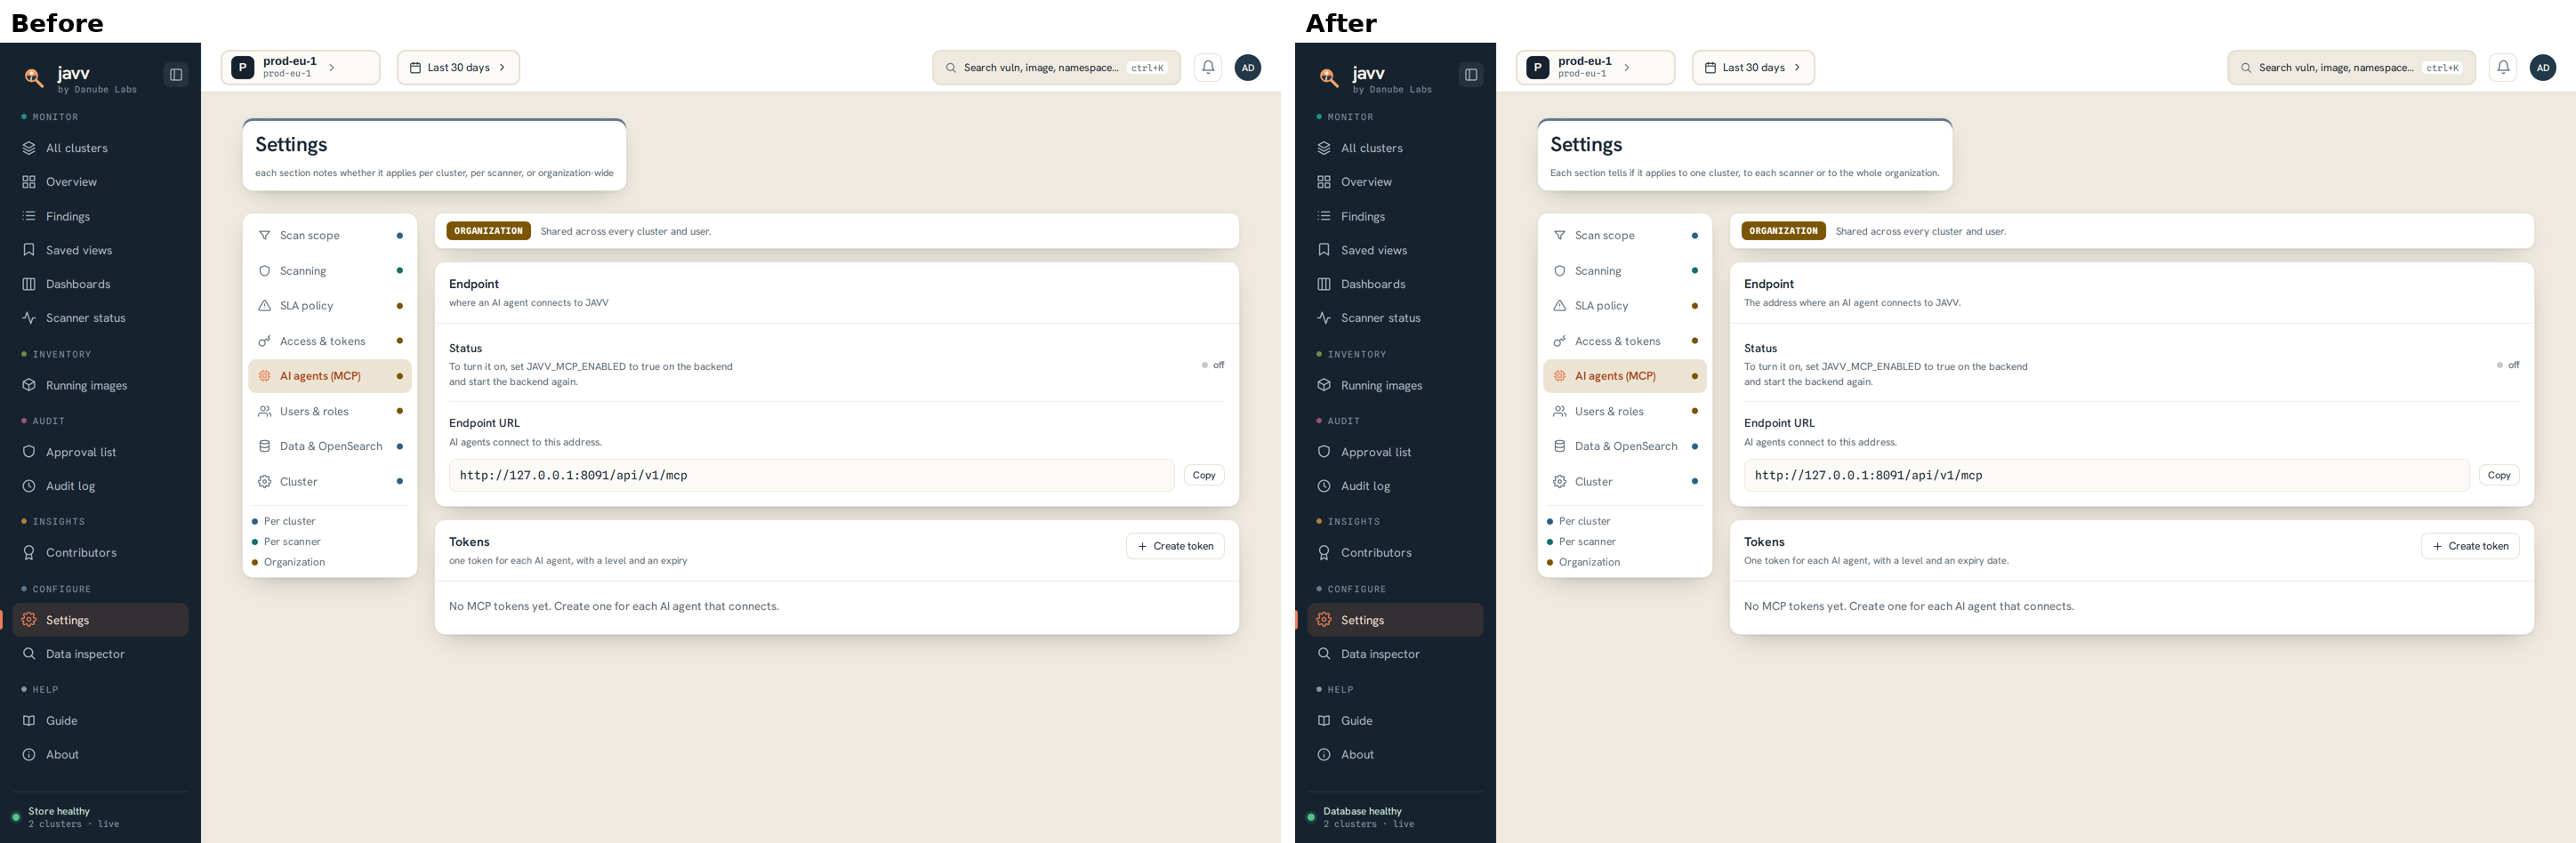 Before
javv
by Danube Labs
MONITOR
All clusters
Overview
Findings
Saved views
Dashboards
Scanner status
INVENTORY
Running images
AUDIT
Approval list
Audit log
INSIGHTS
Contributors
CONFIGURE
Settings
Data inspector
HELP
Guide
About
Store healthy
2 clusters · live
P
prod-eu-1
prod-eu-1
Last 30 days
Search vuln, image, namespace... ctrl+K
AD
Settings
each section notes whether it applies per cluster, per scanner, or organization-wide
Scan scope
Scanning
SLA policy
Access & tokens
AI agents (MCP)
Users & roles
Data & OpenSearch
Cluster
Per cluster
Per scanner
Organization
ORGANIZATION Shared across every cluster and user.
Endpoint
where an AI agent connects to JAVV
Status
To turn it on, set JAVV_MCP_ENABLED to true on the backend
and start the backend again.
off
Endpoint URL
AI agents connect to this address.
http://127.0.0.1:8091/api/v1/mcp
Copy
Tokens
one token for each AI agent, with a level and an expiry
+ Create token
No MCP tokens yet. Create one for each AI agent that connects.
After
javv
by Danube Labs
MONITOR
All clusters
Overview
Findings
Saved views
Dashboards
Scanner status
INVENTORY
Running images
AUDIT
Approval list
Audit log
INSIGHTS
Contributors
CONFIGURE
Settings
Data inspector
HELP
Guide
About
Database healthy
2 clusters · live
P
prod-eu-1
prod-eu-1
Last 30 days
Search vuln, image, namespace... ctrl+K
AD
Settings
Each section tells if it applies to one cluster, to each scanner or to the whole organization.
Scan scope
Scanning
SLA policy
Access & tokens
AI agents (MCP)
Users & roles
Data & OpenSearch
Cluster
Per cluster
Per scanner
Organization
ORGANIZATION Shared across every cluster and user.
Endpoint
The address where an AI agent connects to JAVV.
Status
To turn it on, set JAVV_MCP_ENABLED to true on the backend
and start the backend again.
off
Endpoint URL
AI agents connect to this address.
http://127.0.0.1:8091/api/v1/mcp
Copy
Tokens
One token for each AI agent, with a level and an expiry date.
+ Create token
No MCP tokens yet. Create one for each AI agent that connects.